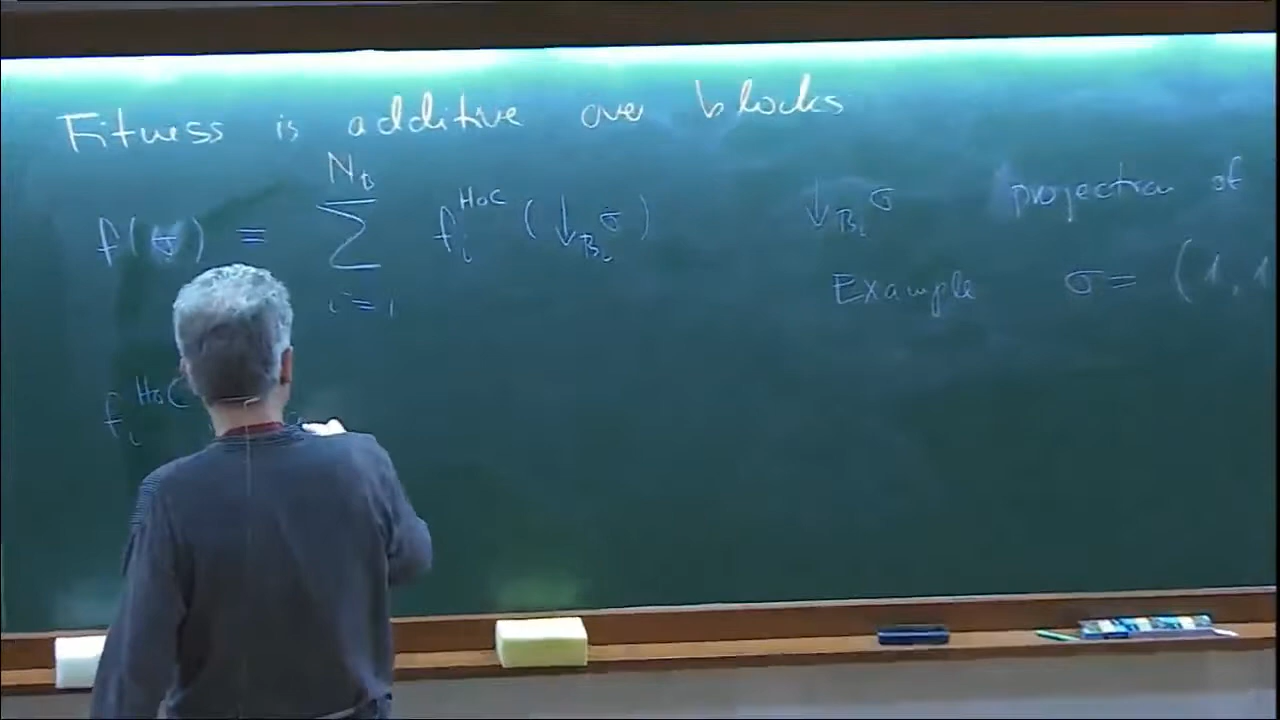 Fitness is additive over blocks
f(σ) ≡ ∑_{i=1}^{N_b} f_i^{HoC} (↓_{B_i} σ)
↓_{B_i} σ projection of
Example σ = (1, 1
f_i^{HoC}